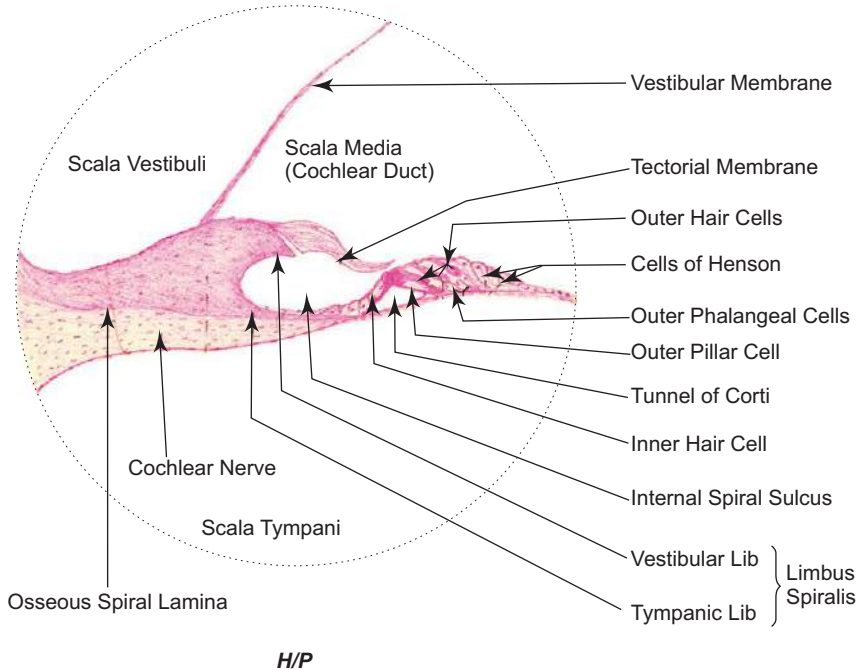 Vestibular Membrane
Scala Vestibuli
Scala Media
(Cochlear Duct)
Tectorial Membrane
Outer Hair Cells
Cells of Henson
Outer Phalangeal Cells
Outer Pillar Cell
Tunnel of Corti
Inner Hair Cell
Cochlear Nerve
Internal Spiral Sulcus
Scala Tympani
Vestibular Lib
Limbus
Spiralis
Osseous Spiral Lamina
Tympanic Lib
H/P